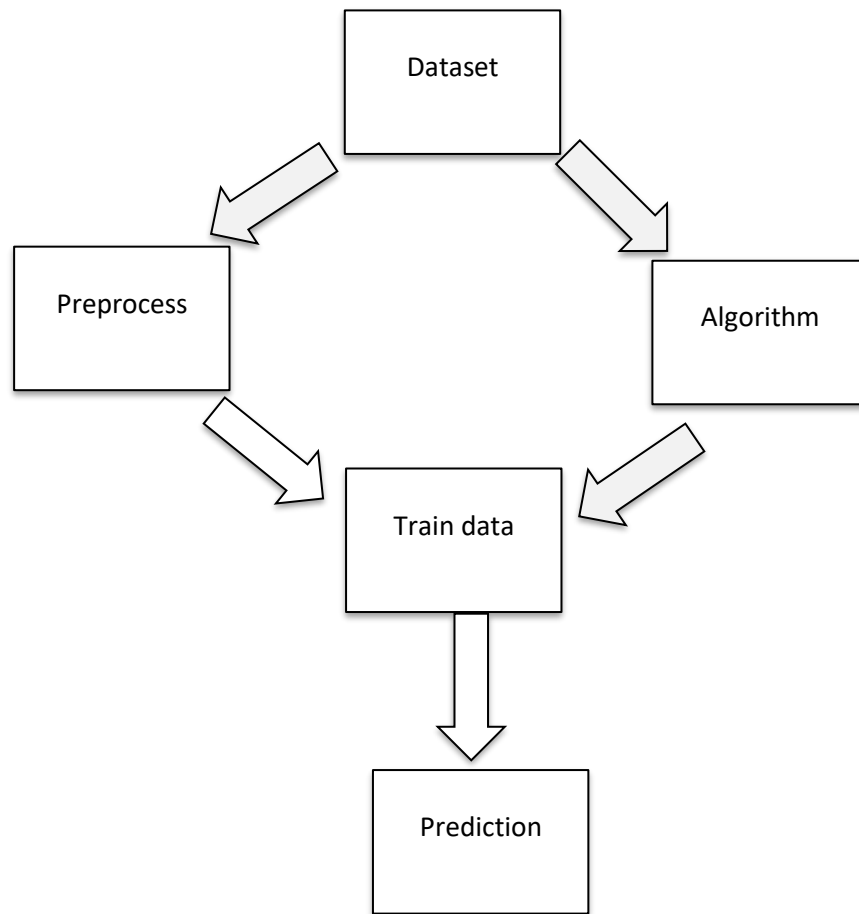 Dataset
Preprocess
Algorithm
Train data
Prediction